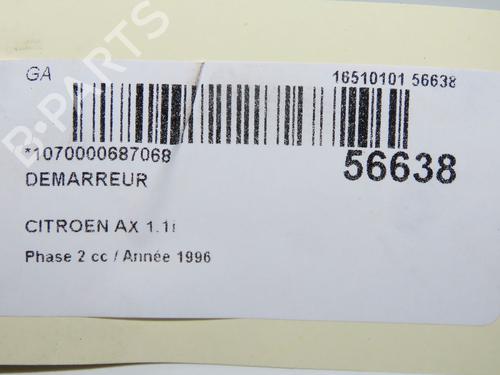 GA
16510101 56638
*1070000687068
56638
DEMARREUR
CITROEN AX 1.1i
Phase 2 cc / Année 1996
B-PARTS